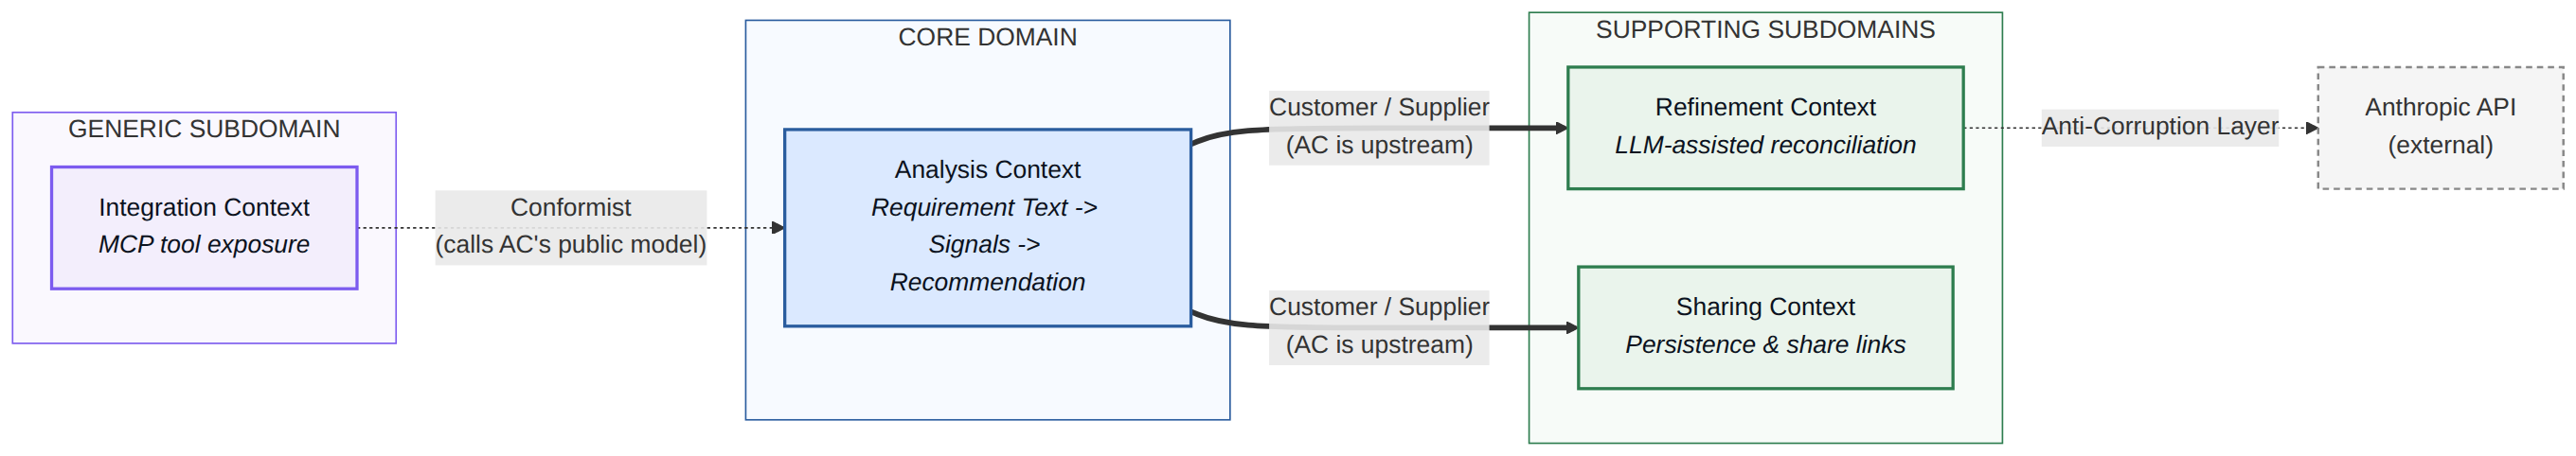 GENERIC SUBDOMAIN
Integration Context
MCP tool exposure
Conformist
(calls AC's public model)
CORE DOMAIN
Analysis Context
Requirement Text ->
Signals ->
Recommendation
Customer / Supplier
(AC is upstream)
Customer / Supplier
(AC is upstream)
SUPPORTING SUBDOMAINS
Refinement Context
LLM-assisted reconciliation
Sharing Context
Persistence & share links
Anti-Corruption Layer
Anthropic API
(external)